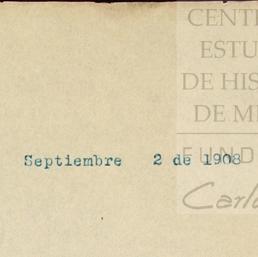 CENT
ESTU
DE HIS
DE M
Septiembre 2 de 1908
FUND
Carl